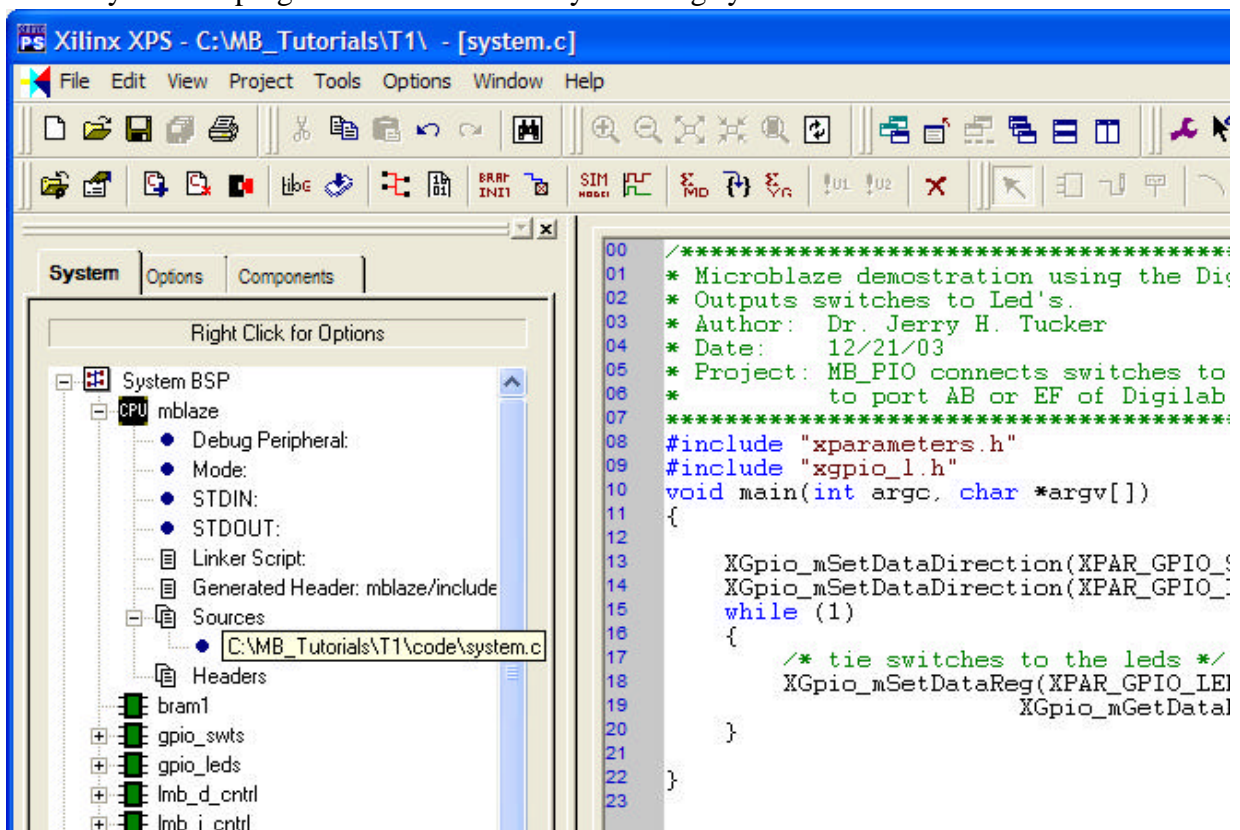 Xilinx XPS - C:\MB_Tutorials\T1\ - [system.c]
File Edit View Project Tools Options Window Help
System Options Components
Right Click for Options
System BSP
CPU mblaze
Debug Peripheral:
Mode:
STDIN:
STDOUT:
Linker Script:
Generated Header: mblaze/include
Sources
C:\MB_Tutorials\T1\code\system.c
Headers
bram1
gpio_swts
gpio_leds
lmb_d_cntrl
lmb_i_cntrl
00 /****************************************
01 * Microblaze demostration using the Dig
02 * Outputs switches to Led's.
03 * Author: Dr. Jerry H. Tucker
04 * Date: 12/21/03
05 * Project: MB_PIO connects switches to
06 * to port AB or EF of Digilab
07 ****************************************
08 #include "xparameters.h"
09 #include "xgpio_l.h"
10 void main(int argc, char *argv[])
11 {
12
13 XGpio_mSetDataDirection(XPAR_GPIO_S
14 XGpio_mSetDataDirection(XPAR_GPIO_
15 while (1)
16 {
17 /* tie switches to the leds */
18 XGpio_mSetDataReg(XPAR_GPIO_LE
19 XGpio_mGetData
20 }
21
22 }
23